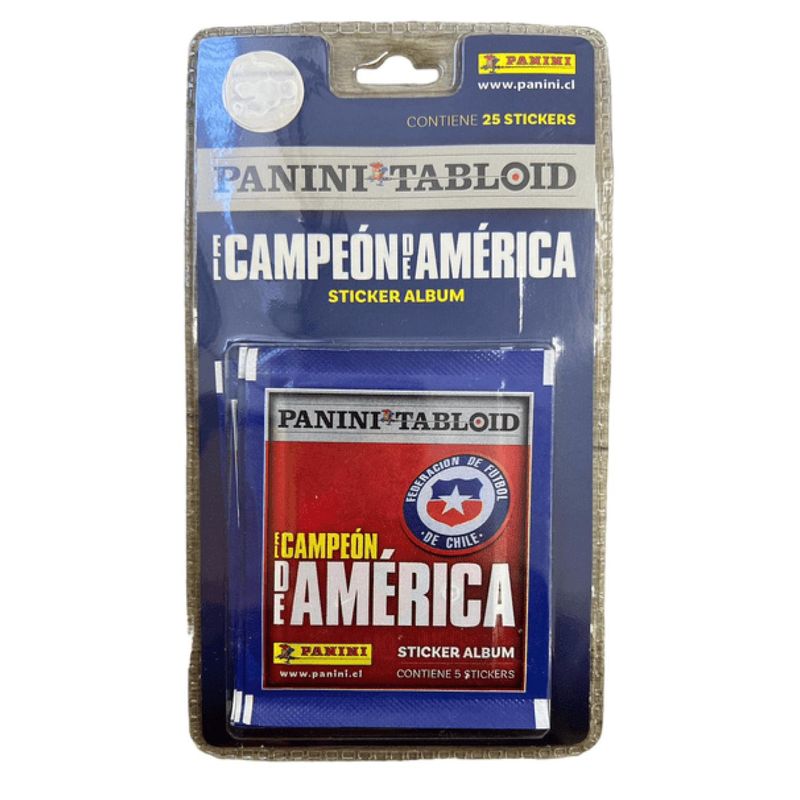 PANINI
www.panini.cl
CONTIENE 25 STICKERS
PANINI TABLOID
EL CAMPEÓN DE AMÉRICA
STICKER ALBUM
PANINI TABLOID
FEDERACION DE FUTBOL
DE CHILE
EL CAMPEÓN
DE AMÉRICA
PANINI
STICKER ALBUM
www.panini.cl
CONTIENE 5 STICKERS